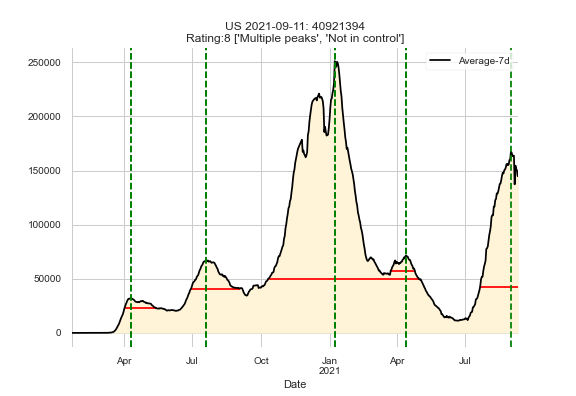 US 2021-09-11: 40921394
Rating:8 ['Multiple peaks', 'Not in control']
Average-7d
250000
200000
150000
100000
50000
0
Apr Jul Oct Jan Apr Jul
2021
Date